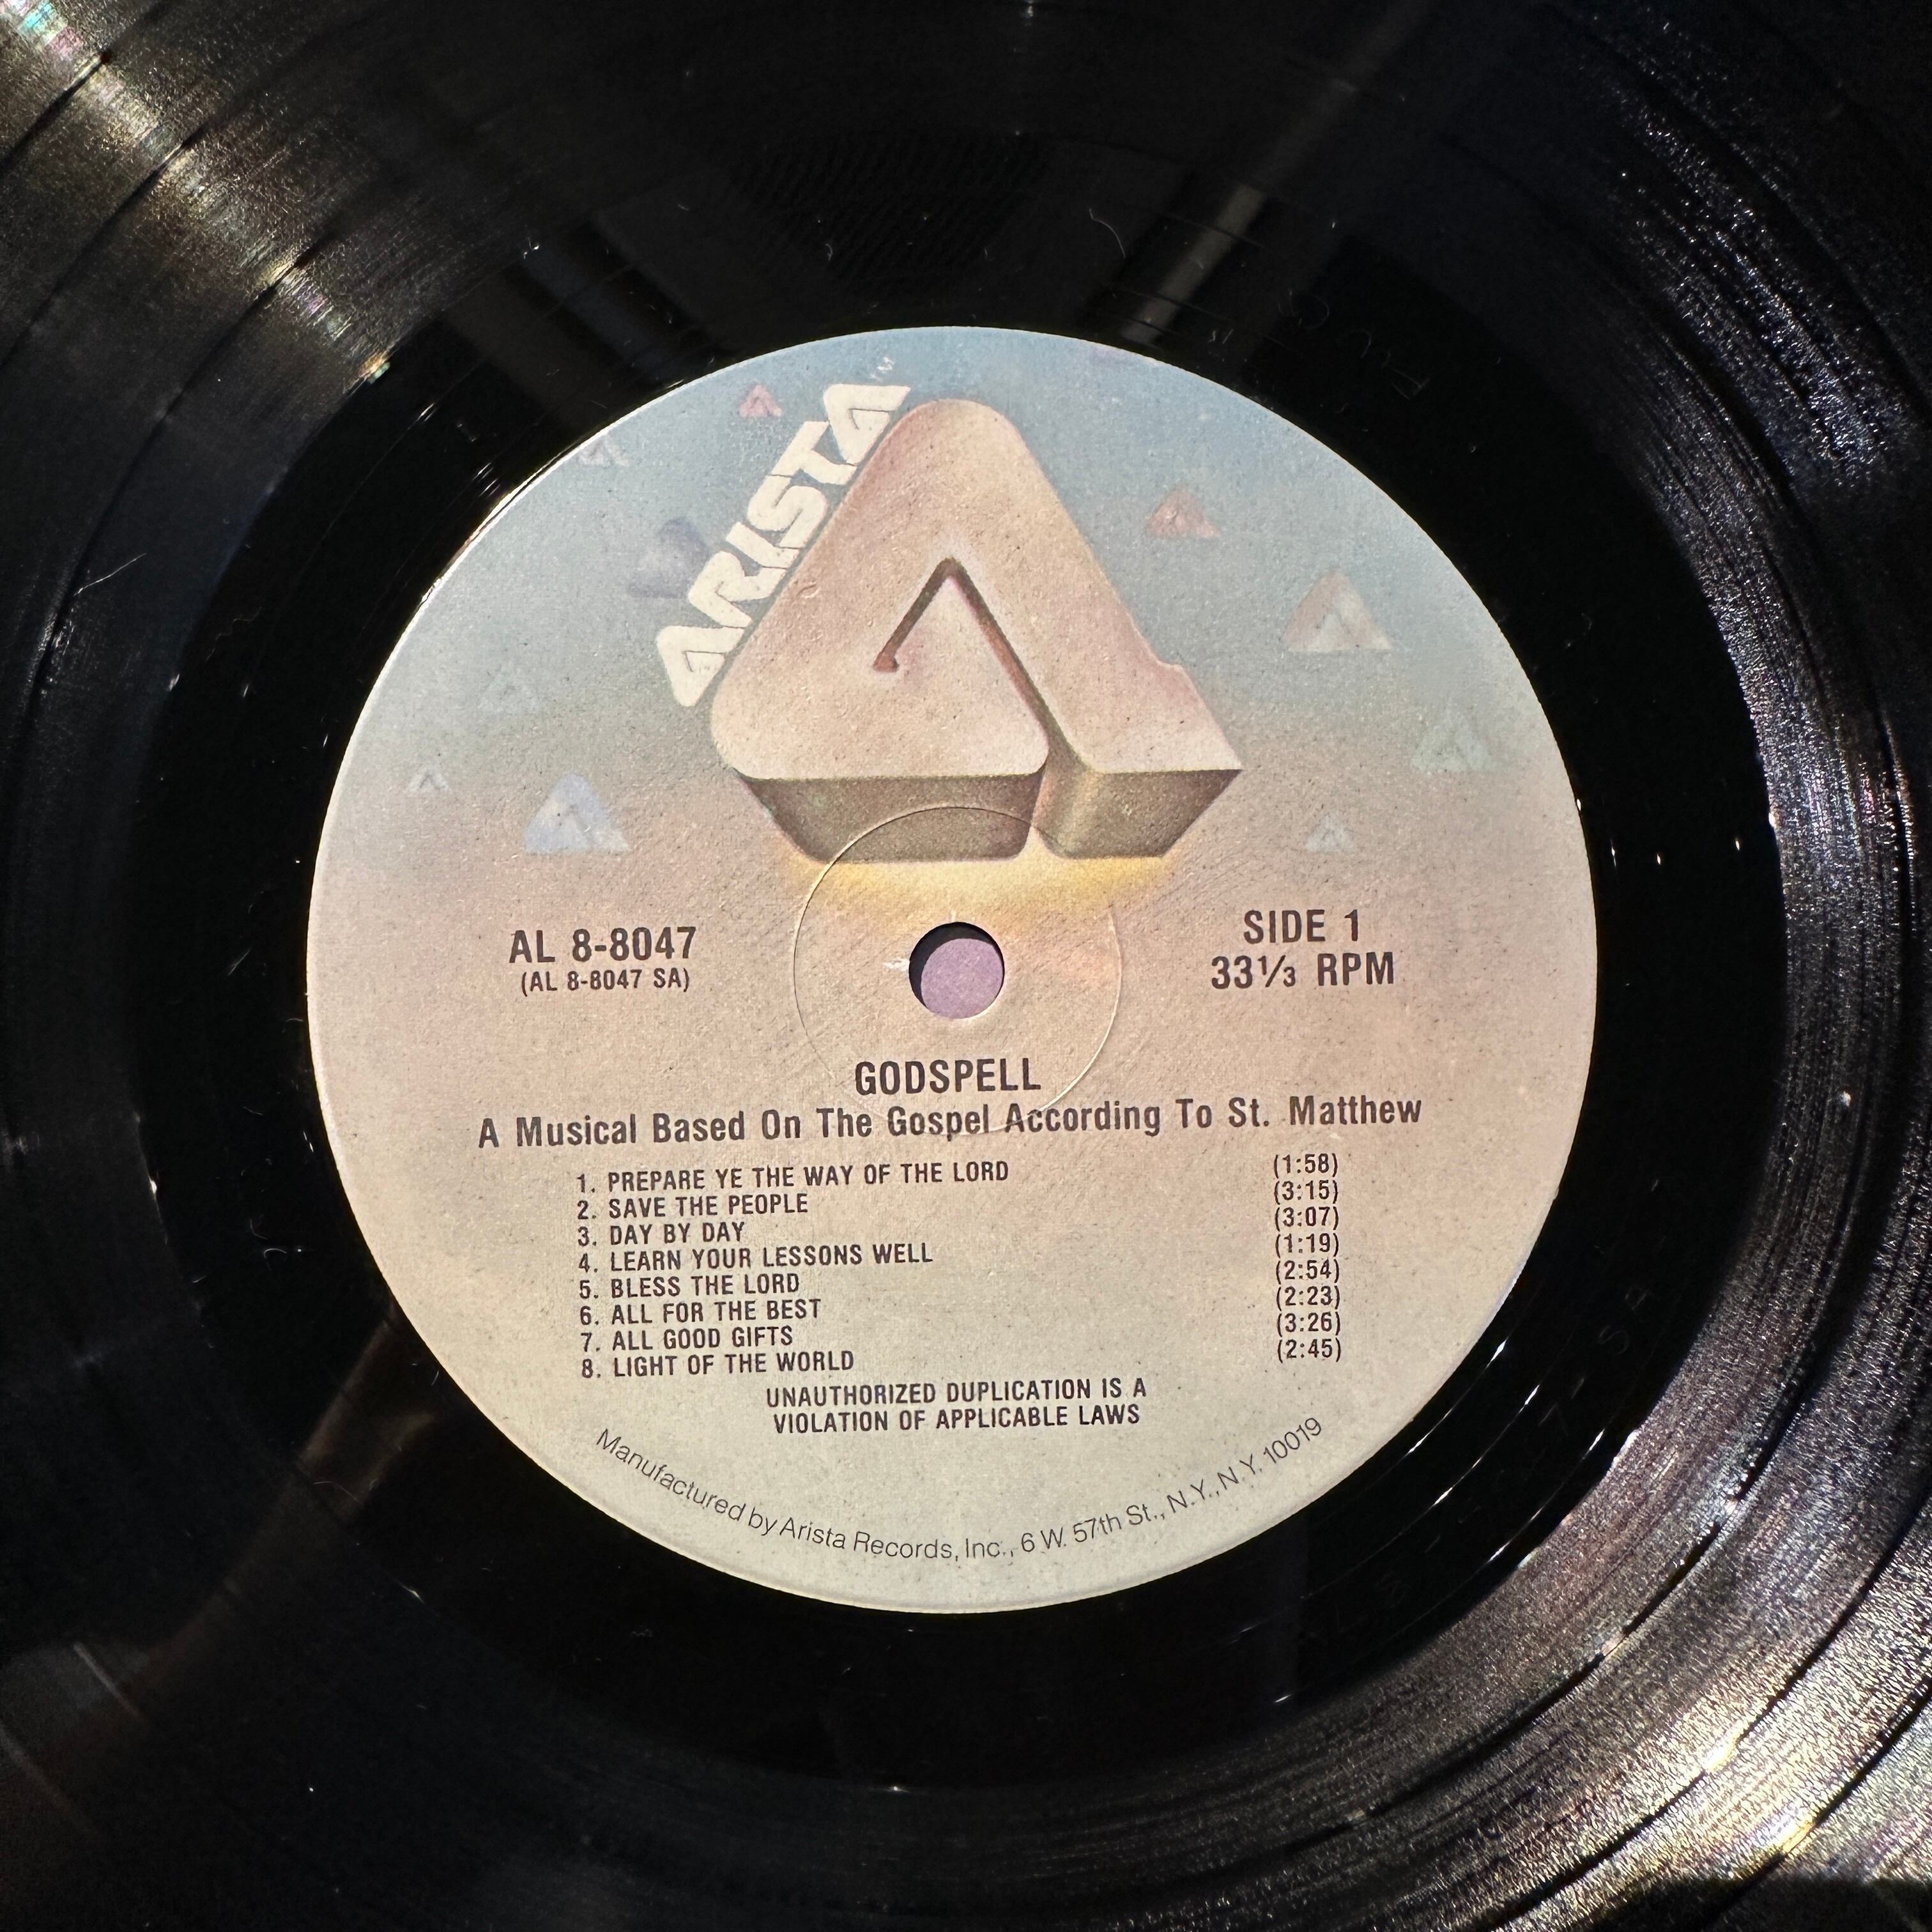 ARISTA
AL 8-8047
(AL 8-8047 SA)
SIDE 1
33⅓ RPM
GODSPELL
A Musical Based On The Gospel According To St. Matthew
1. PREPARE YE THE WAY OF THE LORD (1:58)
2. SAVE THE PEOPLE (3:15)
3. DAY BY DAY (3:07)
4. LEARN YOUR LESSONS WELL (1:19)
5. BLESS THE LORD (2:54)
6. ALL FOR THE BEST (2:23)
7. ALL GOOD GIFTS (3:26)
8. LIGHT OF THE WORLD (2:45)
UNAUTHORIZED DUPLICATION IS A
VIOLATION OF APPLICABLE LAWS
Manufactured by Arista Records, Inc., 6 W. 57th St., N.Y., N.Y. 10019